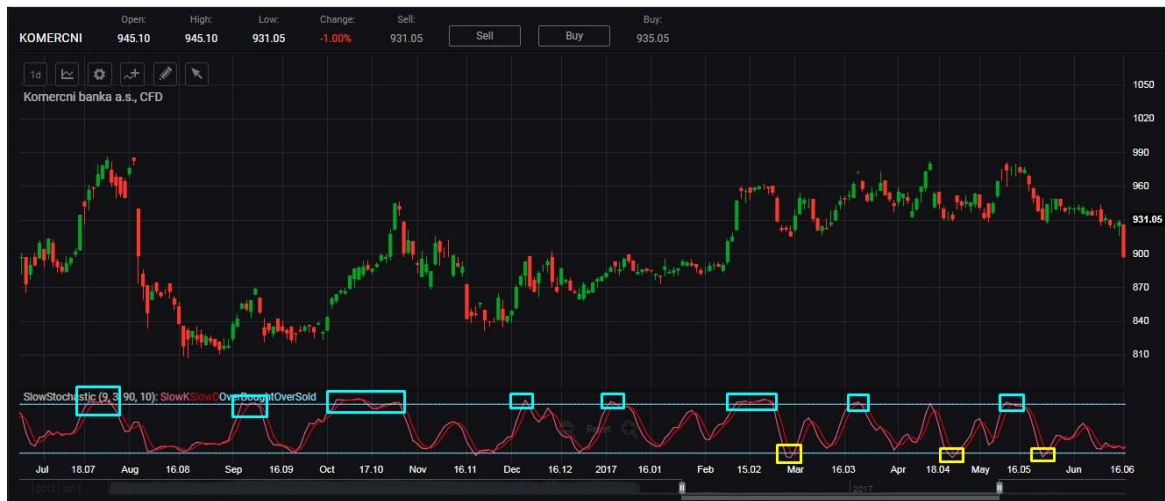 Open: High: Low: Change: Sell: Buy:
KOMERCNI 945.10 945.10 931.05 -1.00% 931.05 Sell Buy 935.05
1d
Komercni banka a.s., CFD
1050
1020
990
960
931.05
900
870
840
810
SlowStochastic (9, 3, 90, 10): SlowKSlowDOverBoughtOverSold
Reset
Jul 18.07 Aug 16.08 Sep 16.09 Oct 17.10 Nov 16.11 Dec 16.12 2017 16.01 Feb 15.02 Mar 16.03 Apr 18.04 May 16.05 Jun 16.06
2012 2013 2017